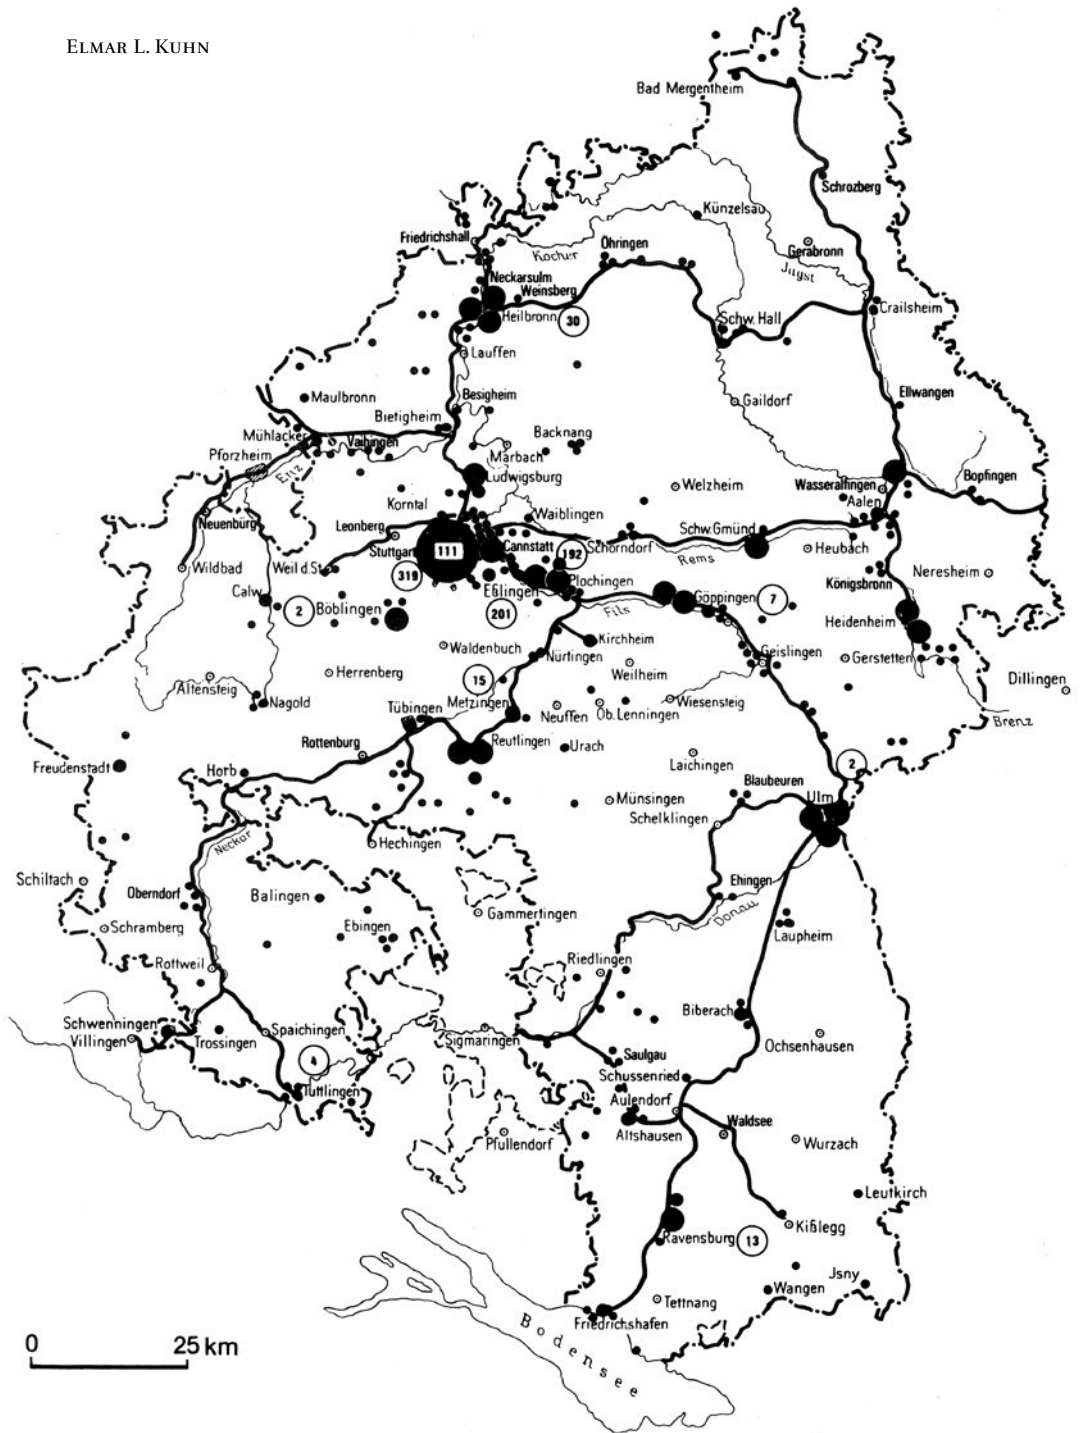 ELMAR L. KUHN
Bad Mergentheim
Schrozberg
Künzelsau
Gerabronn
Friedrichshall
Kocher
Öhringen
Jagst
Neckarsulm
Weinsberg
Heilbronn
30
Crailsheim
Schw. Hall
Lauffen
Maulbronn
Besigheim
Gaildorf
Ellwangen
Bietigheim
Mühlacker
Vaihingen
Backnang
Marbach
Pforzheim
Enz
Ludwigsburg
Welzheim
Wasseralfingen
Bopfingen
Aalen
Korntal
Neuenbürg
Leonberg
Waiblingen
Schw. Gmünd
Stuttgart
111
Cannstatt
192
Schorndorf
Rems
Heubach
Wildbad
Weil d.St
319
Königsbronn
Neresheim
Calw
2
Böblingen
Eßlingen
Plochingen
201
Fils
Göppingen
7
Heidenheim
Waldenbuch
Kirchheim
Nürtingen
Geislingen
Gerstetten
Herrenberg
Weilheim
Dillingen
Altensteig
Nagold
15
Metzingen
Neuffen
Ob. Lenningen
Wiesensteig
Brenz
Tübingen
Rottenburg
Reutlingen
Urach
Laichingen
2
Freudenstadt
Horb
Blaubeuren
Ulm
Münsingen
Schelklingen
Neckar
Hechingen
Schiltach
Oberndorf
Balingen
Ehingen
Donau
Gammertingen
Schramberg
Ebingen
Laupheim
Rottweil
Riedlingen
Biberach
Schwenningen
Villingen
Trossingen
Spaichingen
Sigmaringen
Ochsenhausen
4
Saulgau
Schussenried
Tuttlingen
Aulendorf
Altshausen
Waldsee
Pfullendorf
Wurzach
Leutkirch
Kißlegg
Ravensburg
13
Jsny
Wangen
Tettnang
Friedrichshafen
Bodensee
0 25 km